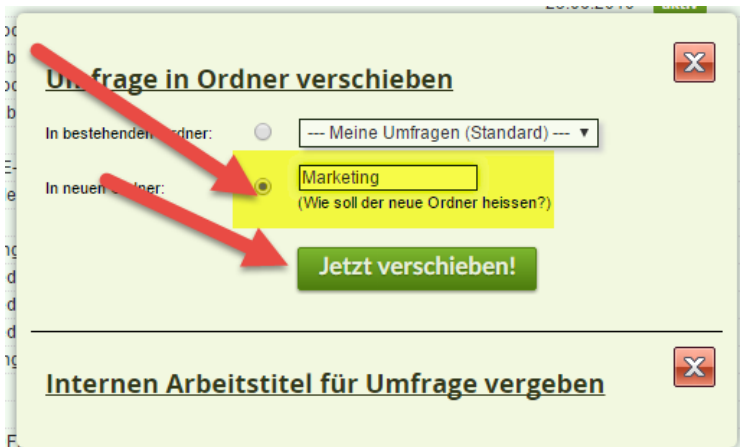 aktiv
Umfrage in Ordner verschieben
In bestehenden Ordner:
--- Meine Umfragen (Standard) ---
In neuen Ordner:
Marketing
(Wie soll der neue Ordner heissen?)
Jetzt verschieben!
Internen Arbeitstitel für Umfrage vergeben